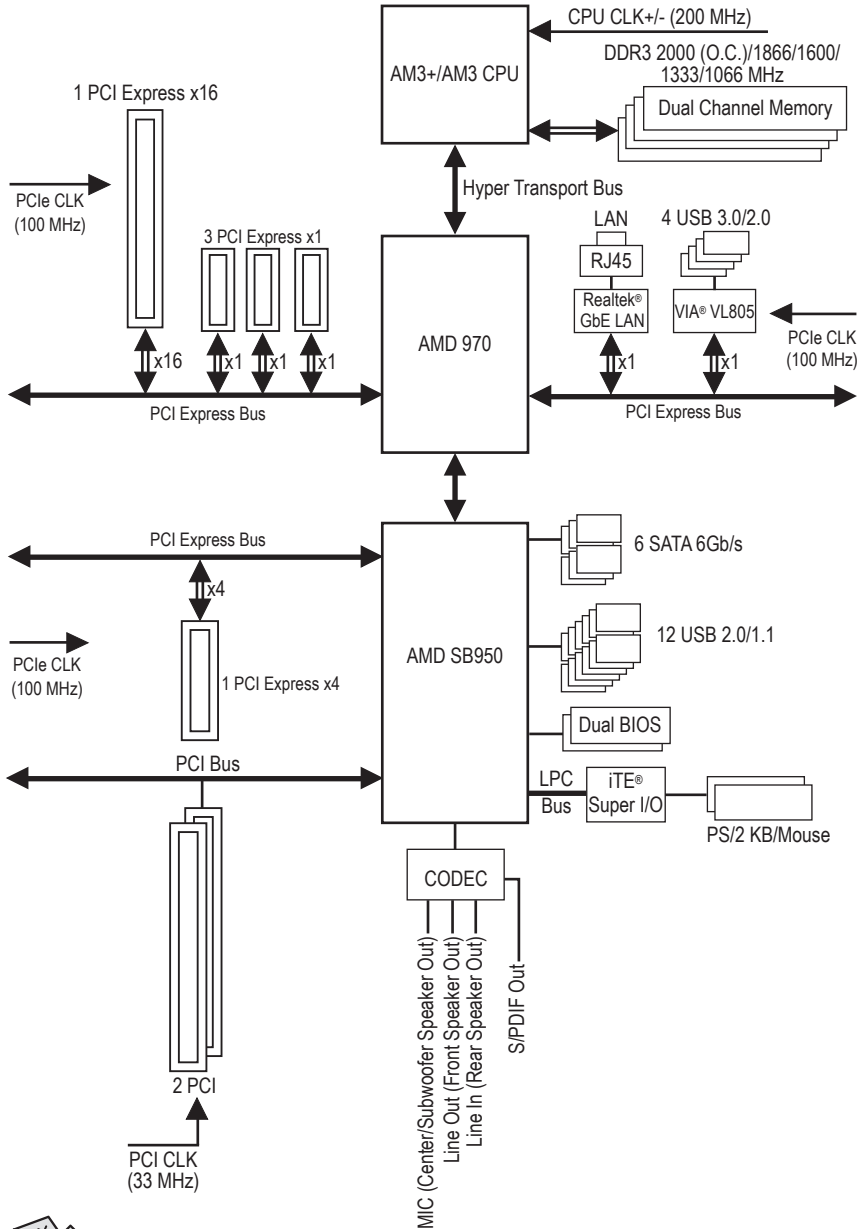 CPU CLK+/- (200 MHz)
AM3+/AM3 CPU
DDR3 2000 (O.C.)/1866/1600/
1333/1066 MHz
Dual Channel Memory
1 PCI Express x16
PCIe CLK
(100 MHz)
Hyper Transport Bus
3 PCI Express x1
LAN
RJ45
Realtek®
GbE LAN
4 USB 3.0/2.0
VIA® VL805
PCIe CLK
(100 MHz)
AMD 970
x16
x1
x1
x1
x1
x1
PCI Express Bus
PCI Express Bus
PCI Express Bus
x4
PCIe CLK
(100 MHz)
1 PCI Express x4
AMD SB950
6 SATA 6Gb/s
12 USB 2.0/1.1
Dual BIOS
PCI Bus
LPC
Bus
iTE®
Super I/O
PS/2 KB/Mouse
CODEC
MIC (Center/Subwoofer Speaker Out)
Line Out (Front Speaker Out)
Line In (Rear Speaker Out)
S/PDIF Out
2 PCI
PCI CLK
(33 MHz)